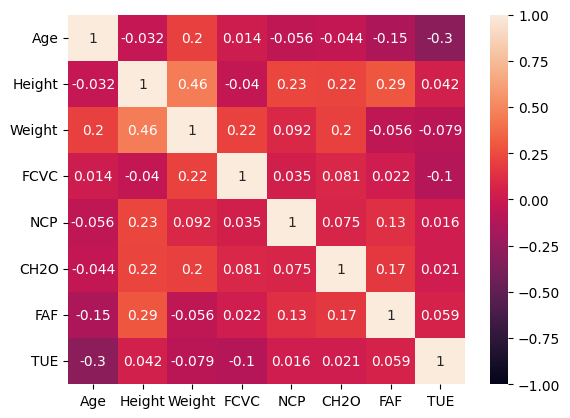 Age 1 -0.032 0.2 0.014 -0.056 -0.044 -0.15 -0.3
Height -0.032 1 0.46 -0.04 0.23 0.22 0.29 0.042
Weight 0.2 0.46 1 0.22 0.092 0.2 -0.056 -0.079
FCVC 0.014 -0.04 0.22 1 0.035 0.081 0.022 -0.1
NCP -0.056 0.23 0.092 0.035 1 0.075 0.13 0.016
CH2O -0.044 0.22 0.2 0.081 0.075 1 0.17 0.021
FAF -0.15 0.29 -0.056 0.022 0.13 0.17 1 0.059
TUE -0.3 0.042 -0.079 -0.1 0.016 0.021 0.059 1
Age Height Weight FCVC NCP CH2O FAF TUE
1.00
0.75
0.50
0.25
0.00
-0.25
-0.50
-0.75
-1.00